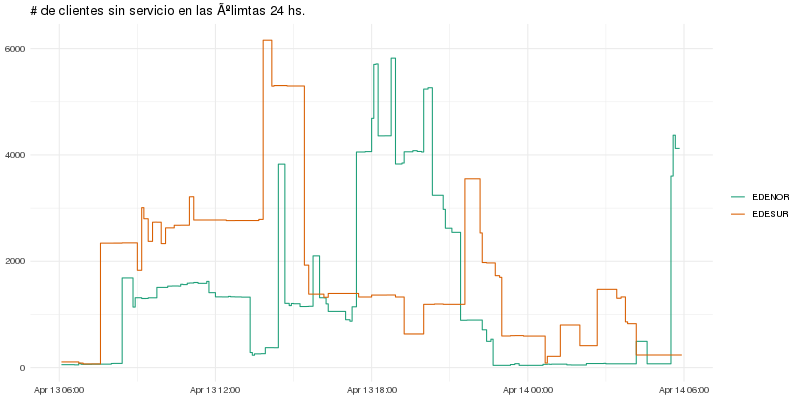 # de clientes sin servicio en las Ãºlimtas 24 hs.
6000
4000
2000
0
Apr 13 06:00
Apr 13 12:00
Apr 13 18:00
Apr 14 00:00
Apr 14 06:00
EDENOR
EDESUR